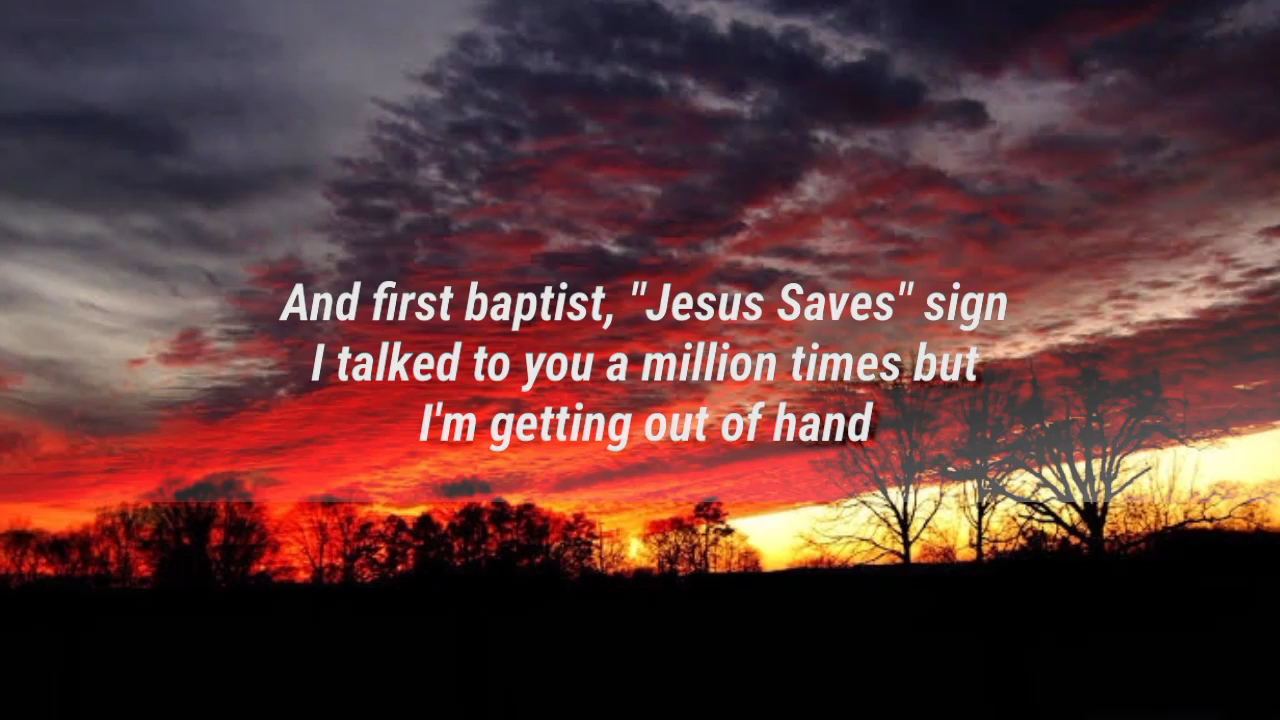 And first baptist, "Jesus Saves" sign
I talked to you a million times but
I'm getting out of hand